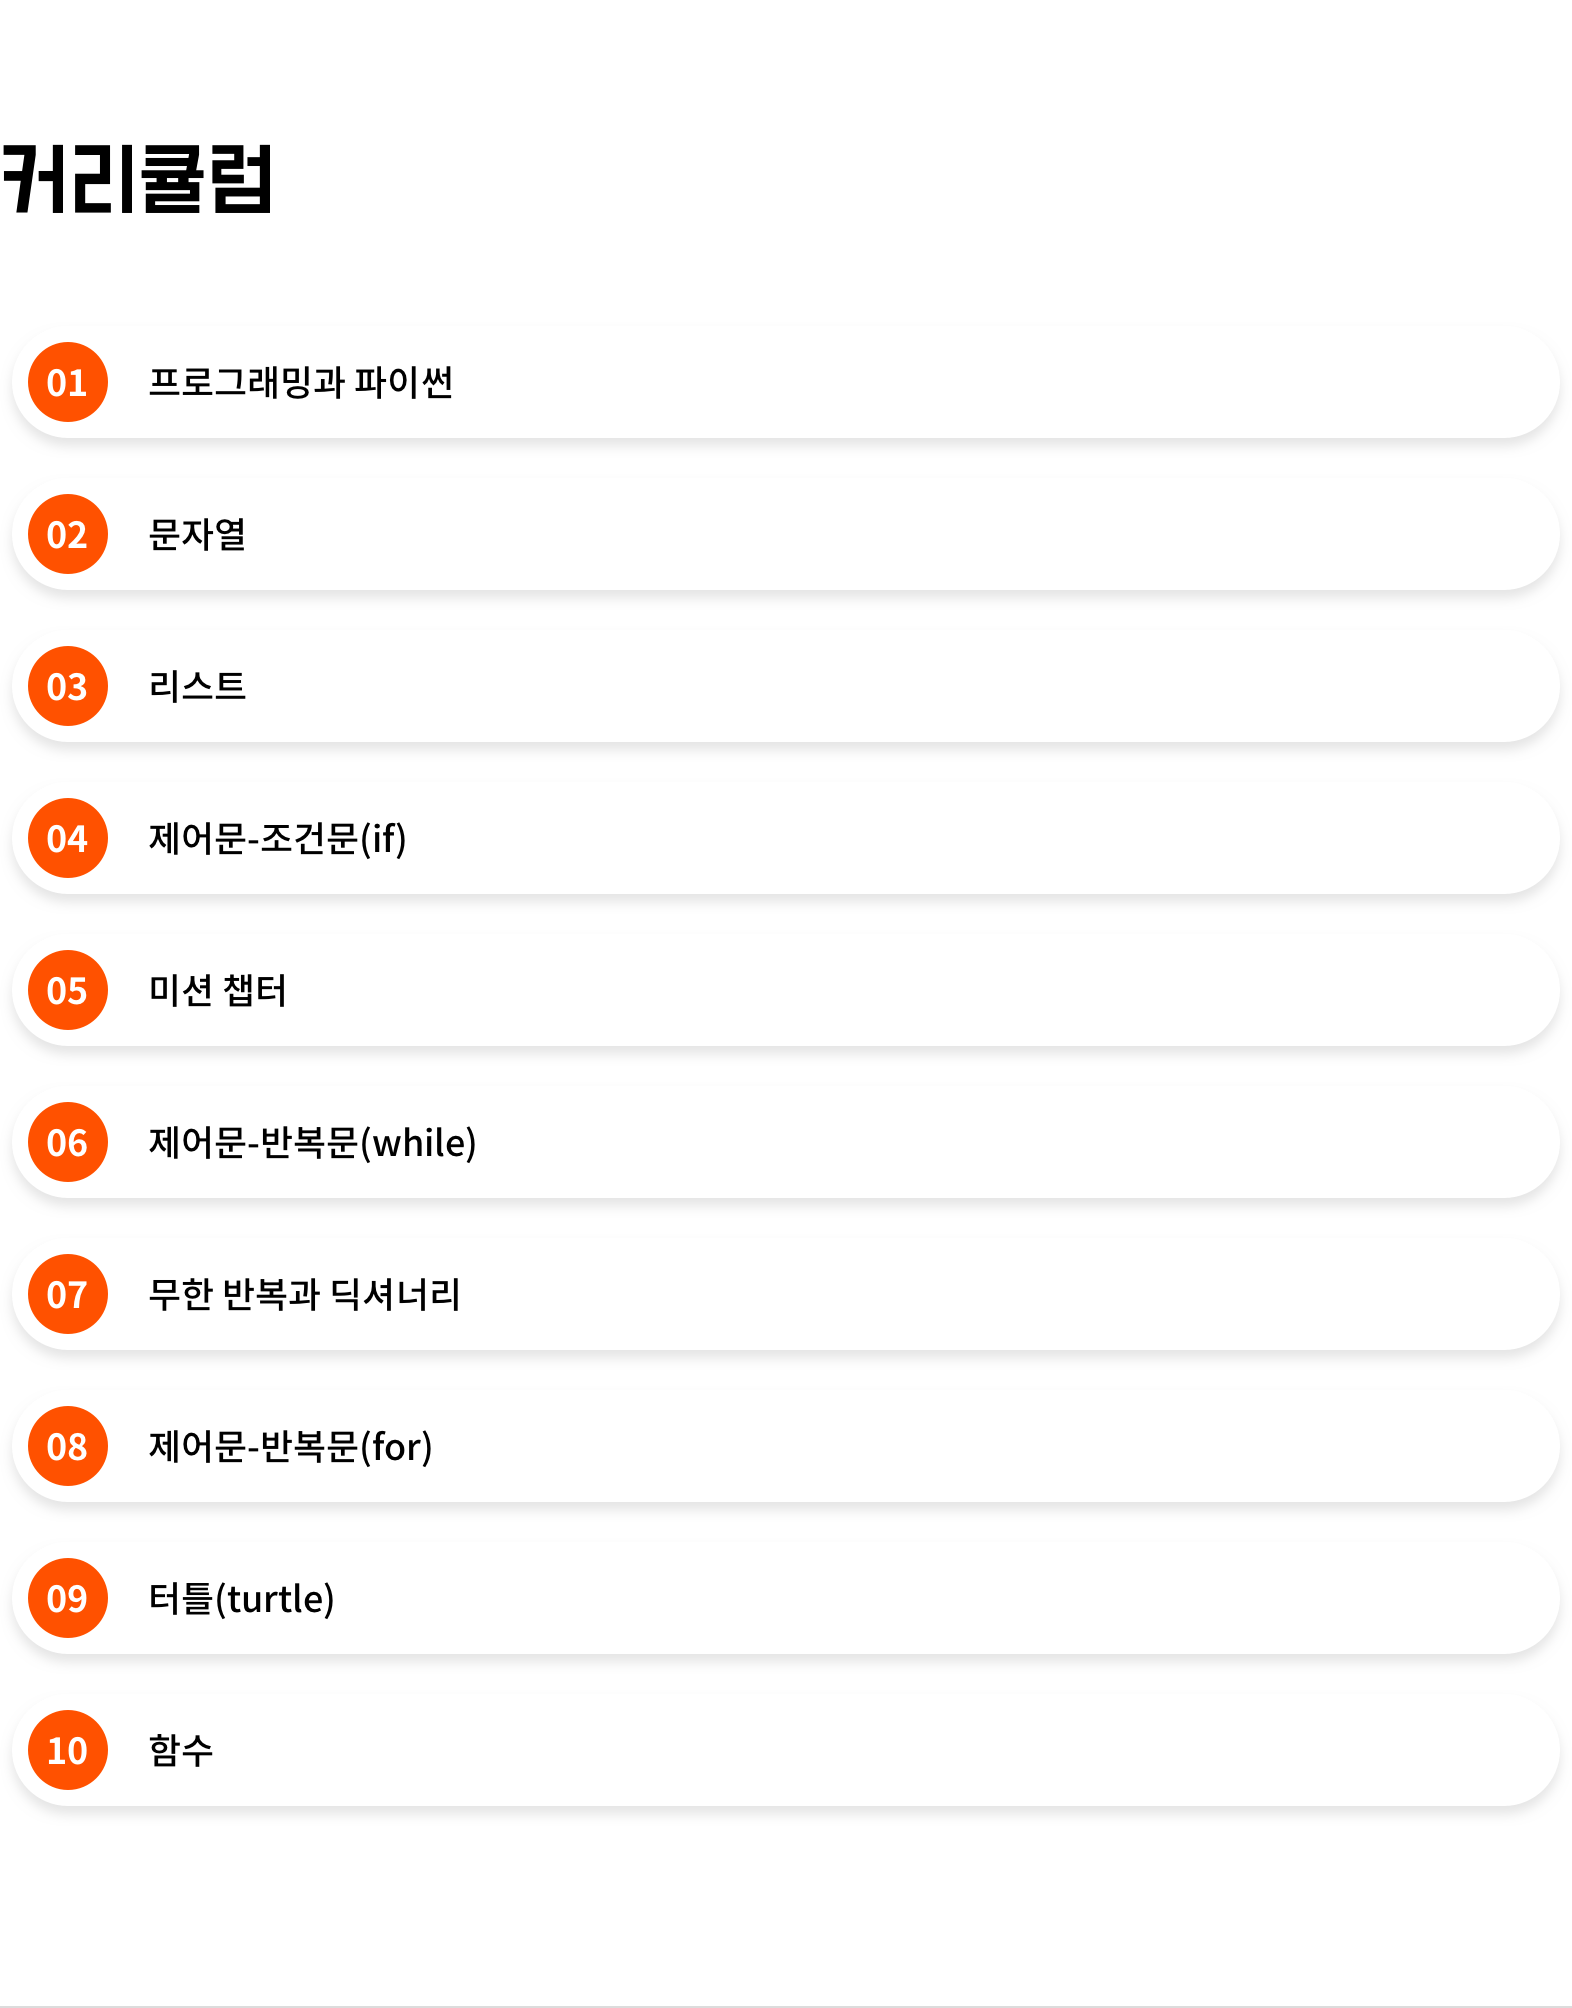 커리큘럼
01 프로그래밍과 파이썬
02 문자열
03 리스트
04 제어문-조건문(if)
05 미션 챕터
06 제어문-반복문(while)
07 무한 반복과 딕셔너리
08 제어문-반복문(for)
09 터틀(turtle)
10 함수